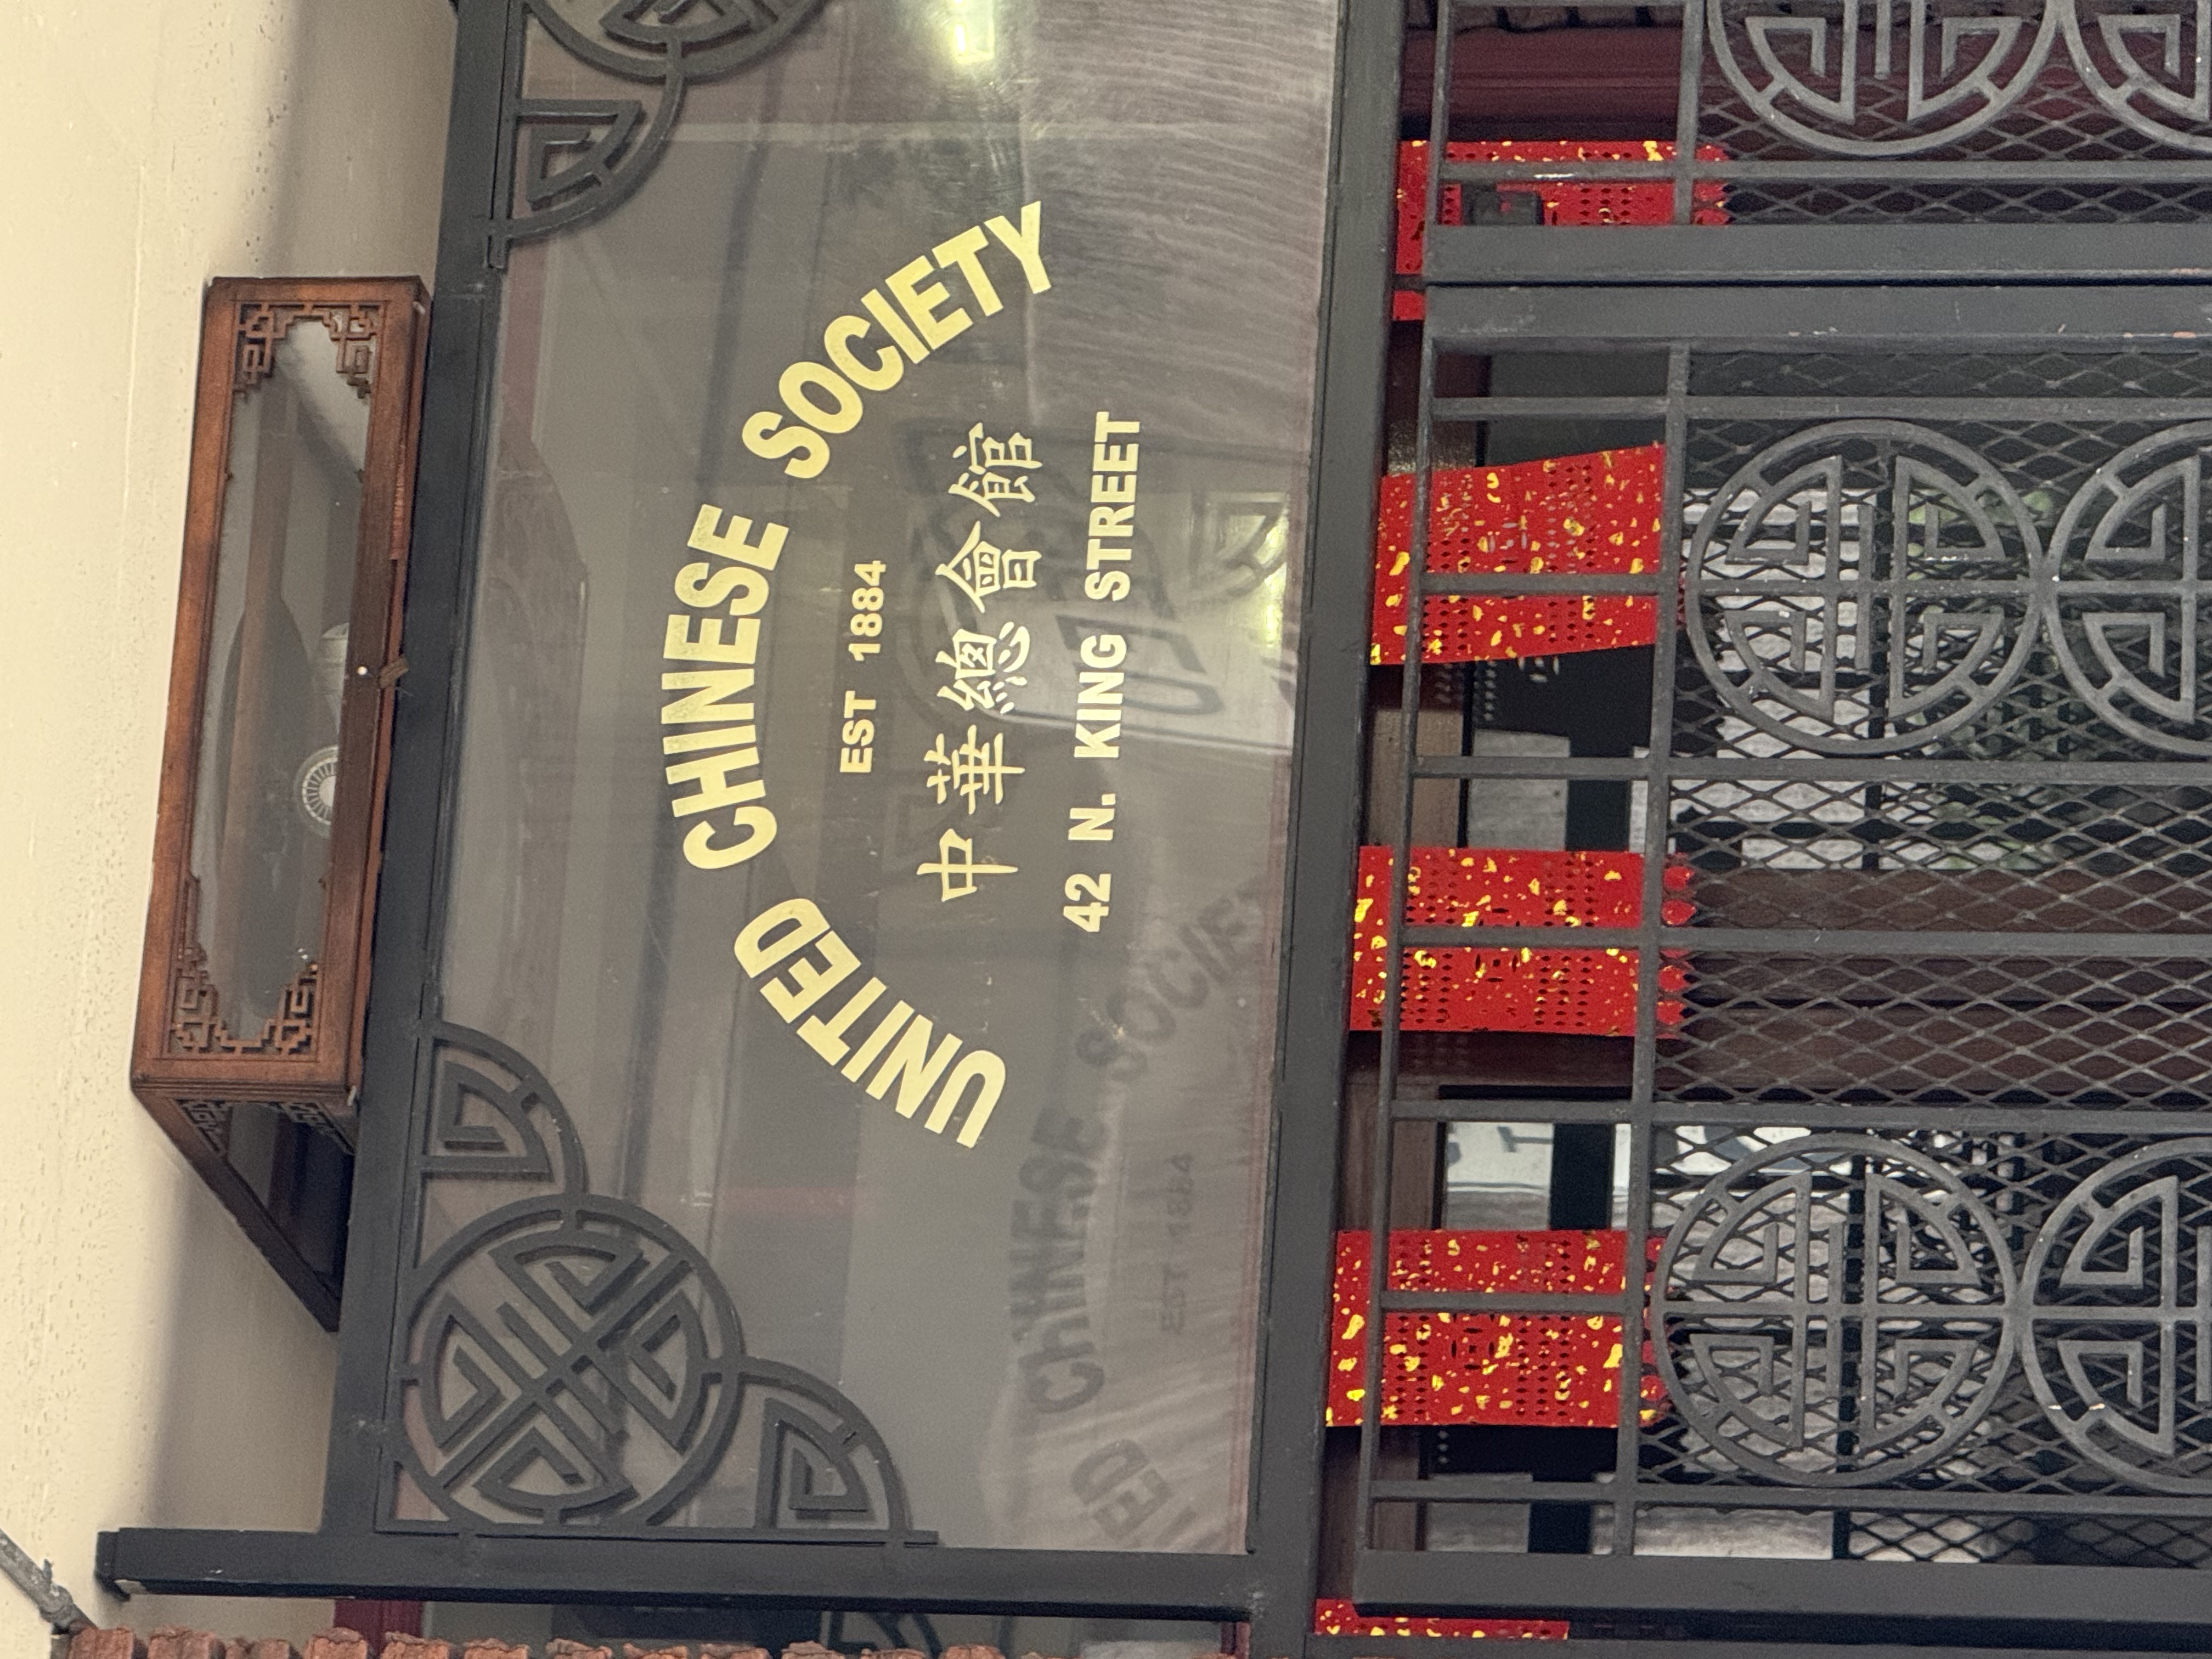 UNITED CHINESE SOCIETY
EST 1884
中華總會館
42 N. KING STREET